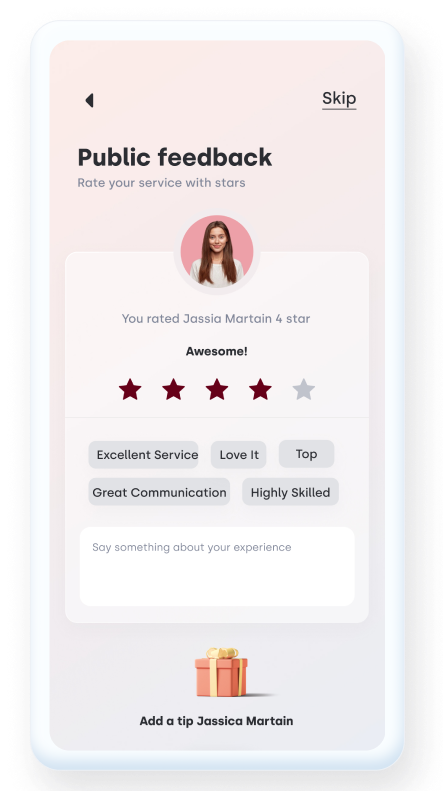 Skip
Public feedback
Rate your service with stars
You rated Jassia Martain 4 star
Awesome!
Excellent Service Love It Top
Great Communication Highly Skilled
Say something about your experience
Add a tip Jassica Martain